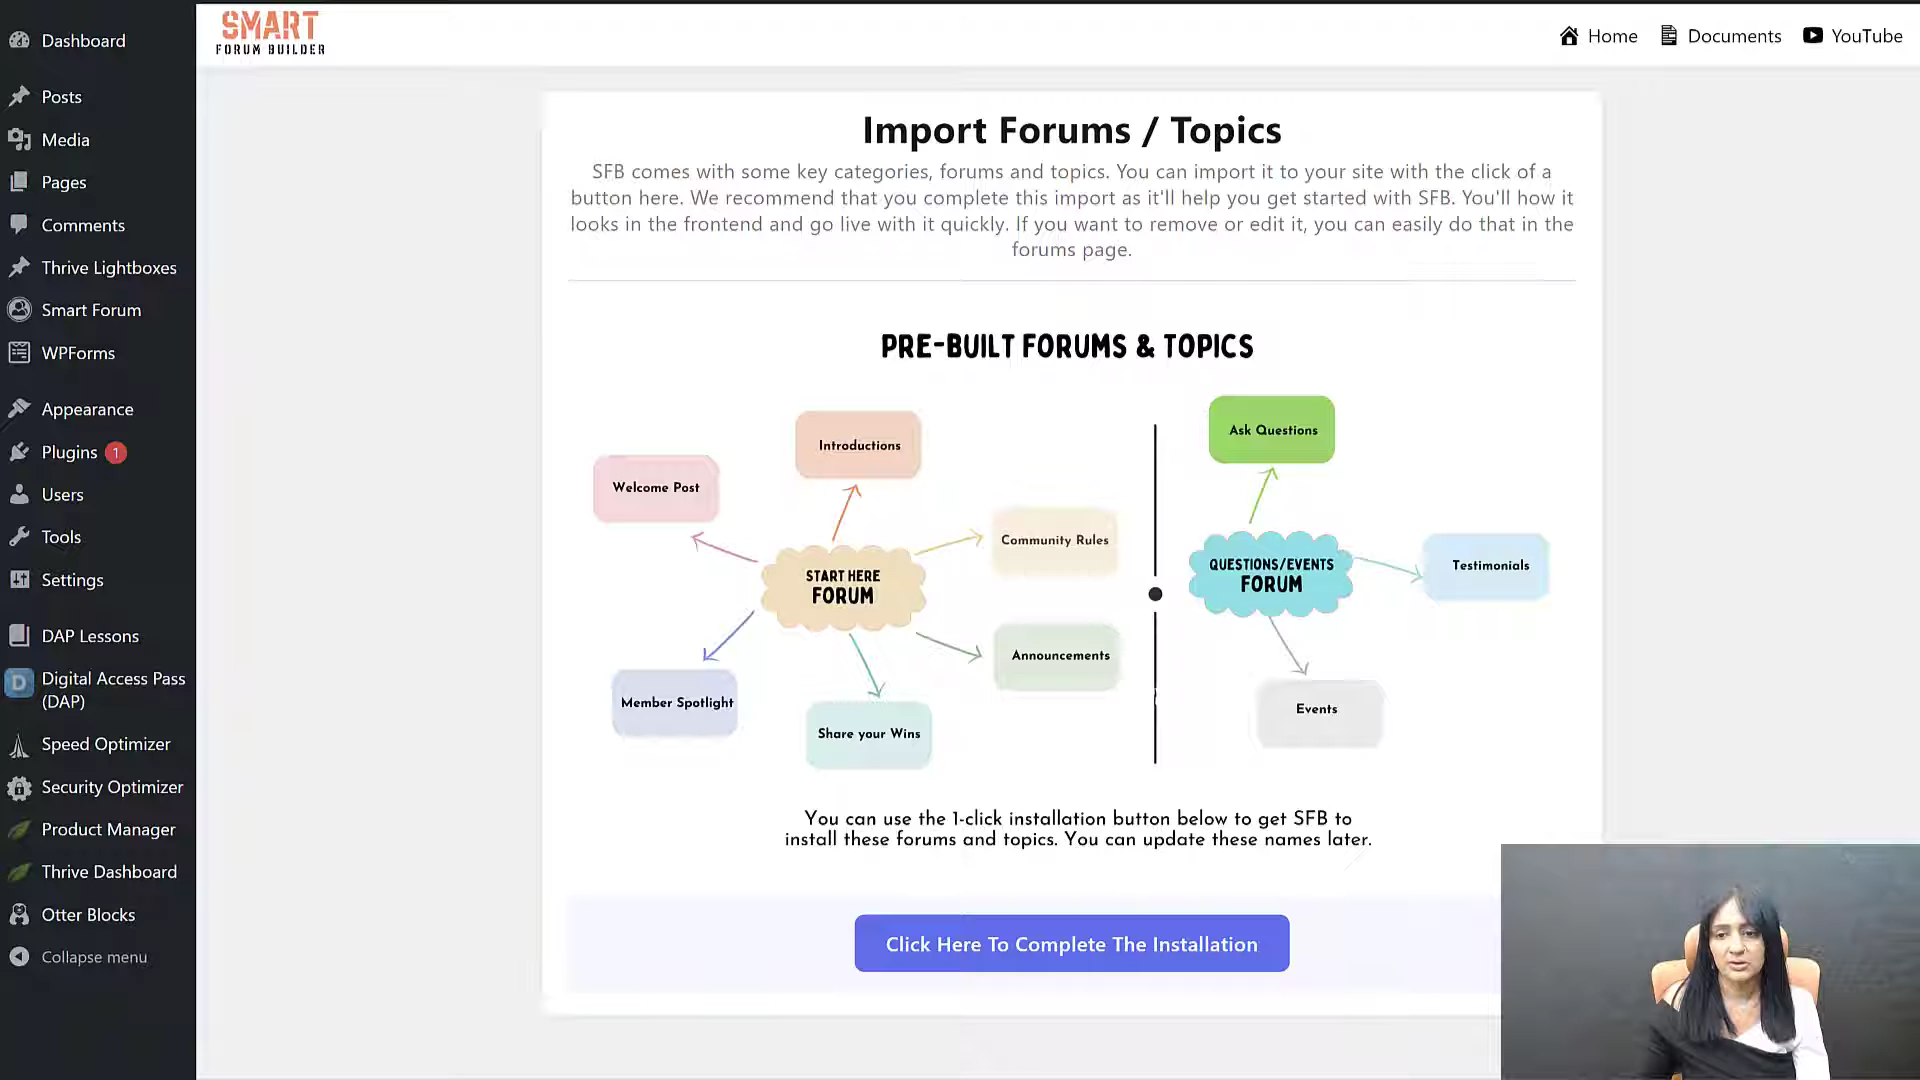 SMART
FORUM BUILDER
Home
Documents
YouTube
Dashboard
Posts
Media
Pages
Comments
Thrive Lightboxes
Smart Forum
WPForms
Appearance
Plugins 1
Users
Tools
Settings
DAP Lessons
Digital Access Pass
(DAP)
Speed Optimizer
Security Optimizer
Product Manager
Thrive Dashboard
Otter Blocks
Collapse menu
Import Forums / Topics
SFB comes with some key categories, forums and topics. You can import it to your site with the click of a
button here. We recommend that you complete this import as it'll help you get started with SFB. You'll how it
looks in the frontend and go live with it quickly. If you want to remove or edit it, you can easily do that in the
forums page.
PRE-BUILT FORUMS & TOPICS
Welcome Post
Introductions
Community Rules
START HERE
FORUM
Announcements
Member Spotlight
Share your Wins
Ask Questions
QUESTIONS/EVENTS
FORUM
Testimonials
Events
You can use the 1-click installation button below to get SFB to
install these forums and topics. You can update these names later.
Click Here To Complete The Installation
D